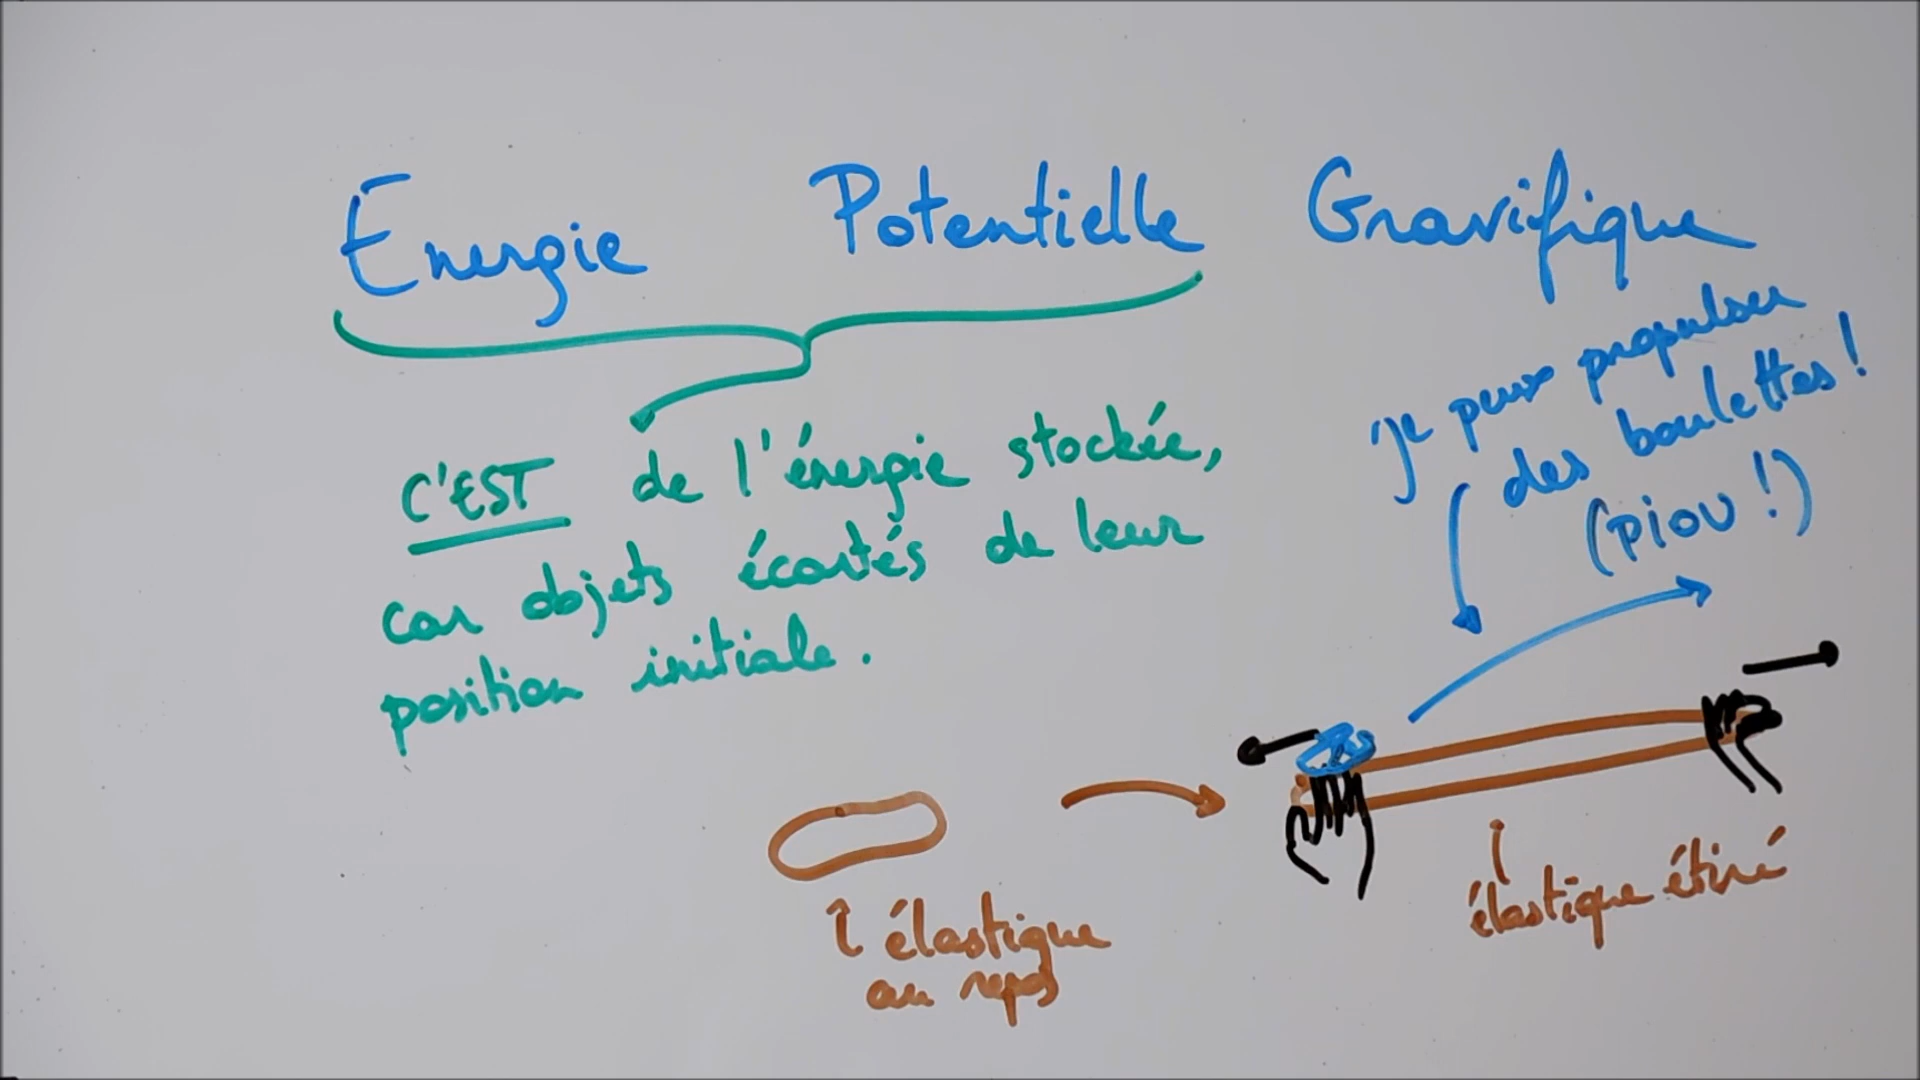 Energie Potentielle Gravifique
C'EST de l'énergie stockée,
car objets écartés de leur
position initiale.
je peux propulser
des boulettes !
(PIOU !)
élastique
au repos
élastique étiré